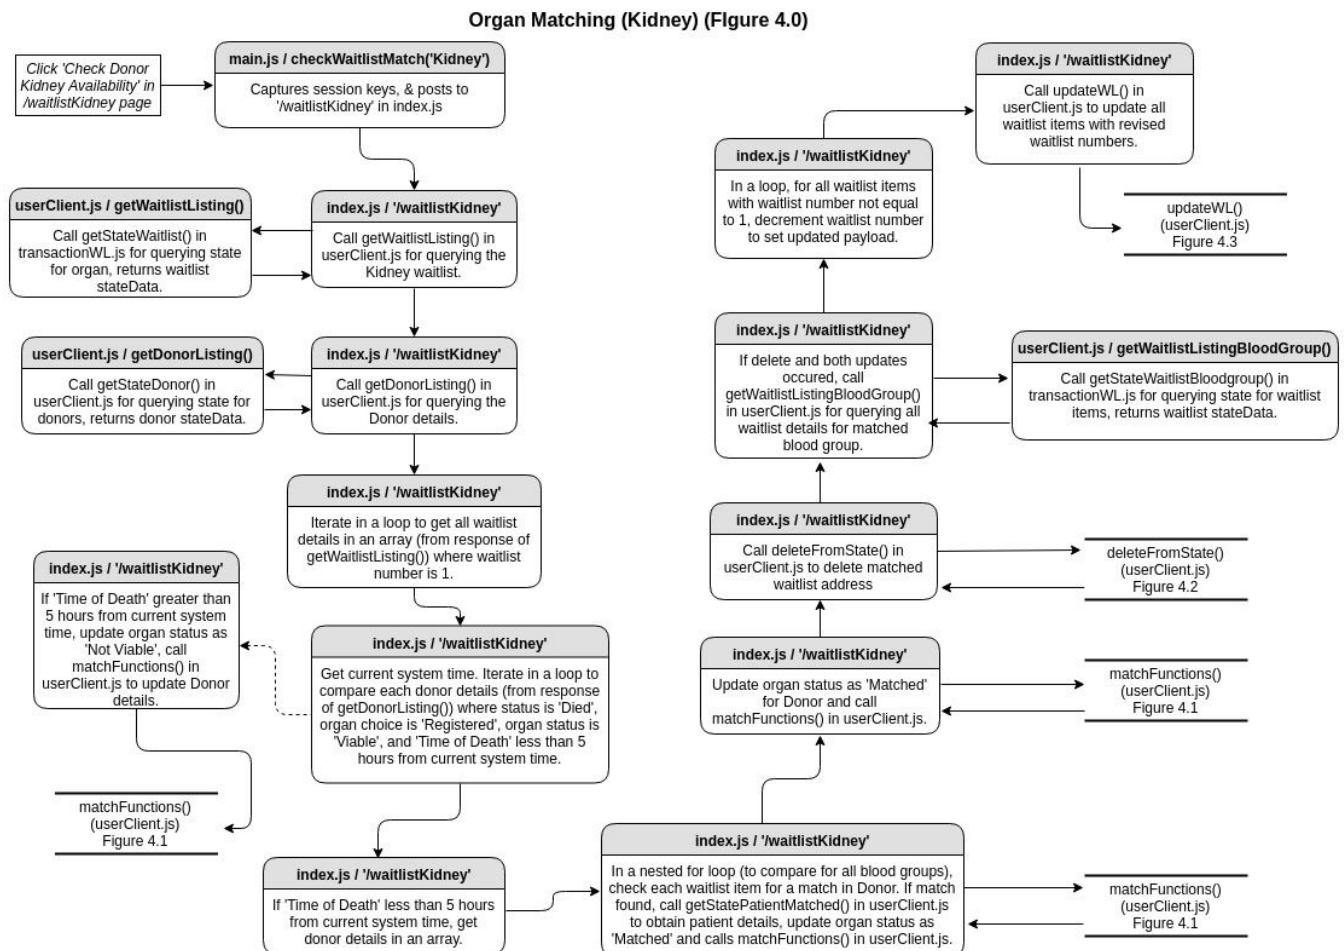 Organ Matching (Kidney) (FIgure 4.0)
Click 'Check Donor
Kidney Availability' in
/waitlistKidney page
main.js / checkWaitlistMatch('Kidney')
Captures session keys, & posts to
'/waitlistKidney' in index.js
userClient.js / getWaitlistListing()
Call getStateWaitlist() in
transactionWL.js for querying state
for organ, returns waitlist
stateData.
index.js / '/waitlistKidney'
Call getWaitlistListing() in
userClient.js for querying the
Kidney waitlist.
userClient.js / getDonorListing()
Call getStateDonor() in
userClient.js for querying state for
donors, returns donor stateData.
index.js / '/waitlistKidney'
Call getDonorListing() in
userClient.js for querying the
Donor details.
index.js / '/waitlistKidney'
Iterate in a loop to get all waitlist
details in an array (from response of
getWaitlistListing()) where waitlist
number is 1.
index.js / '/waitlistKidney'
If 'Time of Death' greater than
5 hours from current system
time, update organ status as
'Not Viable', call
matchFunctions() in
userClient.js to update Donor
details.
index.js / '/waitlistKidney'
Get current system time. Iterate in a loop to
compare each donor details (from response
of getDonorListing()) where status is 'Died',
organ choice is 'Registered', organ status is
'Viable', and 'Time of Death' less than 5
hours from current system time.
matchFunctions()
(userClient.js)
Figure 4.1
index.js / '/waitlistKidney'
If 'Time of Death' less than 5 hours
from current system time, get
donor details in an array.
index.js / '/waitlistKidney'
In a nested for loop (to compare for all blood groups),
check each waitlist item for a match in Donor. If match
found, call getStatePatientMatched() in userClient.js
to obtain patient details, update organ status as
'Matched' and calls matchFunctions() in userClient.js.
matchFunctions()
(userClient.js)
Figure 4.1
index.js / '/waitlistKidney'
Update organ status as 'Matched'
for Donor and call
matchFunctions() in userClient.js.
matchFunctions()
(userClient.js)
Figure 4.1
index.js / '/waitlistKidney'
Call deleteFromState() in
userClient.js to delete matched
waitlist address
deleteFromState()
(userClient.js)
Figure 4.2
index.js / '/waitlistKidney'
If delete and both updates
occured, call
getWaitlistListingBloodGroup()
in userClient.js for querying all
waitlist details for matched
blood group.
userClient.js / getWaitlistListingBloodGroup()
Call getStateWaitlistBloodgroup() in
transactionWL.js for querying state for waitlist
items, returns waitlist stateData.
index.js / '/waitlistKidney'
In a loop, for all waitlist items
with waitlist number not equal
to 1, decrement waitlist number
to set updated payload.
index.js / '/waitlistKidney'
Call updateWL() in
userClient.js to update all
waitlist items with revised
waitlist numbers.
updateWL()
(userClient.js)
Figure 4.3